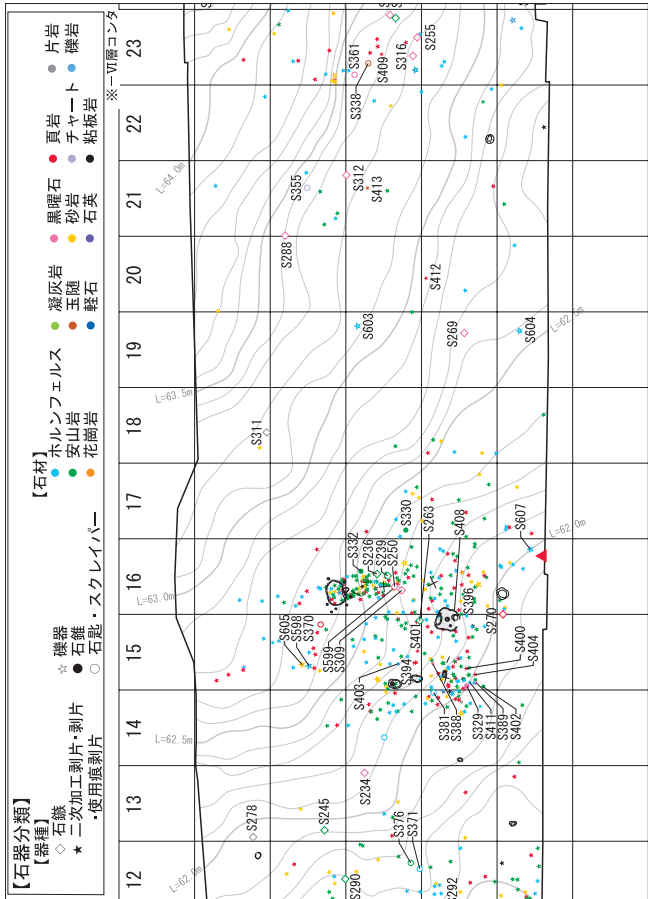 【石器分類】
【器種】
◇ 石鏃
☆ 礫器
★ 二次加工剥片・剥片
・使用痕剥片
● 石錐
○ 石匙・スクレイパー
【石材】
ホルンフェルス
安山岩
花崗岩
凝灰岩
玉随
軽石
黒曜石
砂岩
石英
頁岩
チャート
粘板岩
片岩
礫岩
※-Ⅵ層コンタ
12
13
14
15
16
17
18
19
20
21
22
23
L=62.0m
L=62.5m
L=63.0m
L=63.5m
L=64.0m
L=62.0m
L=62.5m
S278
S245
S290
S376
S371
S292
S234
S605
S598
S370
S599
S309
S403
S394
S401
S381
S388
S329
S411
S389
S402
S400
S404
S332
S236
S239
S250
S330
S263
S408
S396
S270
S607
S311
S603
S269
S604
S288
S412
S355
S312
S413
S361
S338
S409
S316
S255